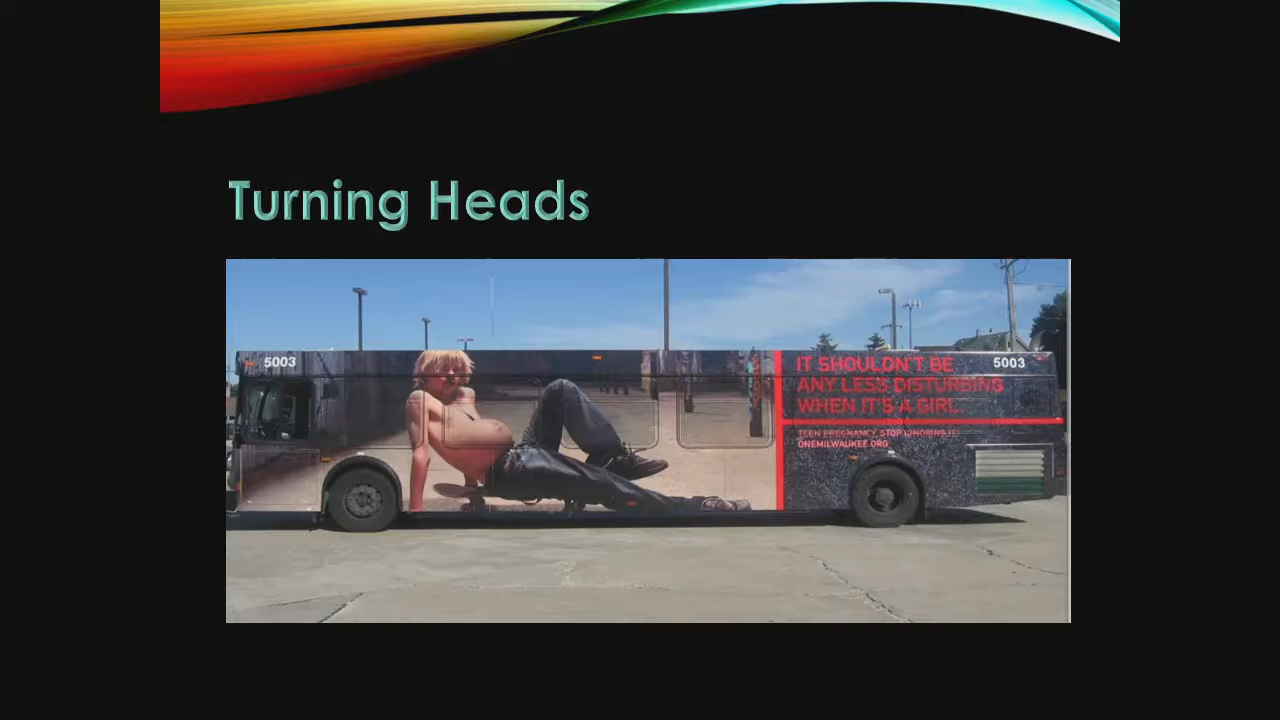 Turning Heads
5003
5003
IT SHOULDN'T BE
ANY LESS DISTURBING
WHEN IT'S A GIRL.
TEEN PREGNANCY. STOP IGNORING IT.
ONEMILWAUKEE.ORG